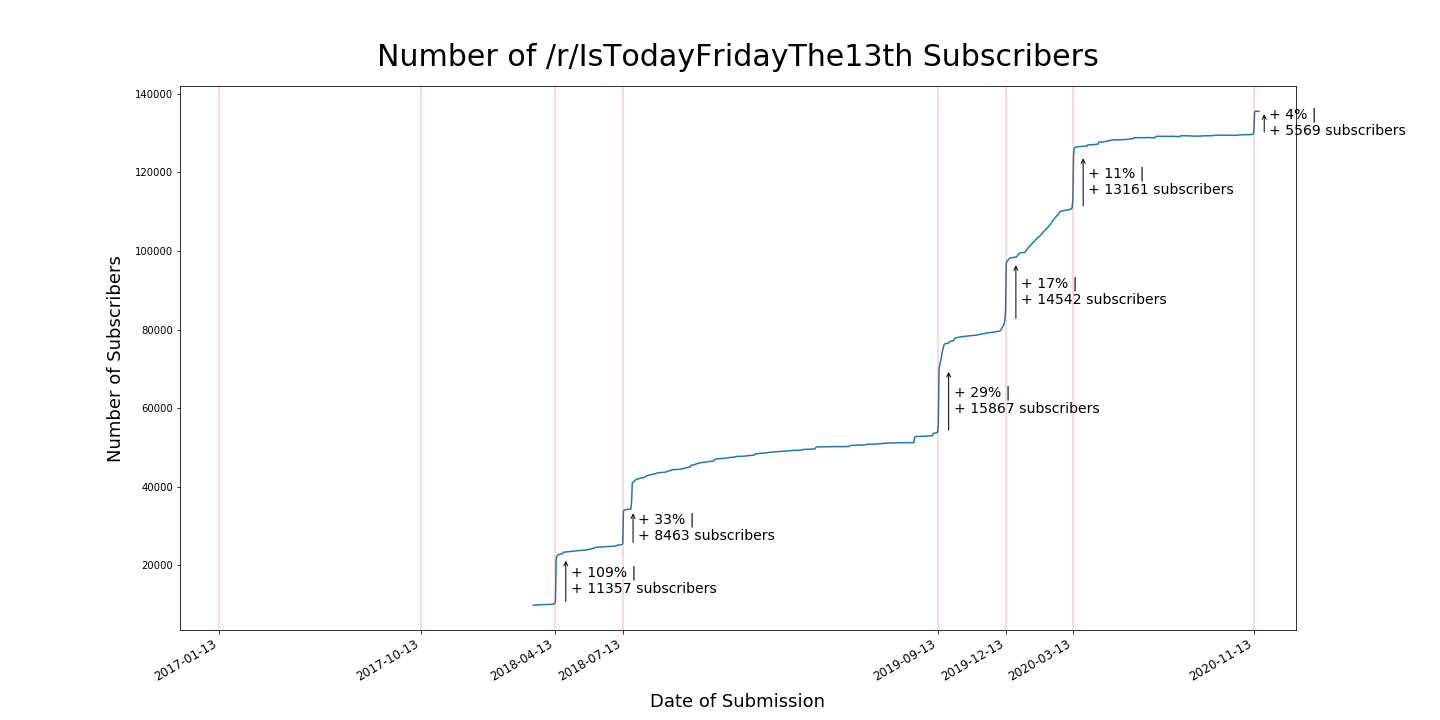 Number of /r/IsTodayFridayThe13th Subscribers
Number of Subscribers
140000
120000
100000
80000
60000
40000
20000
+ 4% |
+ 5569 subscribers
+ 11% |
+ 13161 subscribers
+ 17% |
+ 14542 subscribers
+ 29% |
+ 15867 subscribers
+ 33% |
+ 8463 subscribers
+ 109% |
+ 11357 subscribers
2017-01-13
2017-10-13
2018-04-13
2018-07-13
2019-09-13
2019-12-13
2020-03-13
2020-11-13
Date of Submission